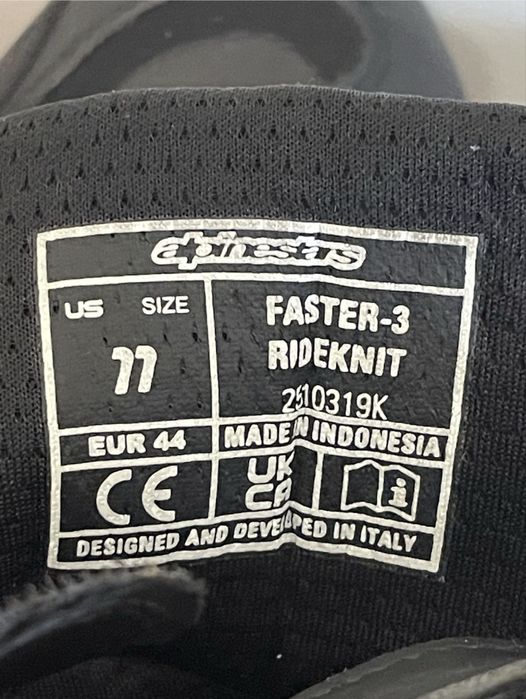 alpinestars
US SIZE
11
FASTER-3
RIDEKNIT
2510319K
EUR 44
MADE IN INDONESIA
CE
UK
CA
i
DESIGNED AND DEVELOPED IN ITALY